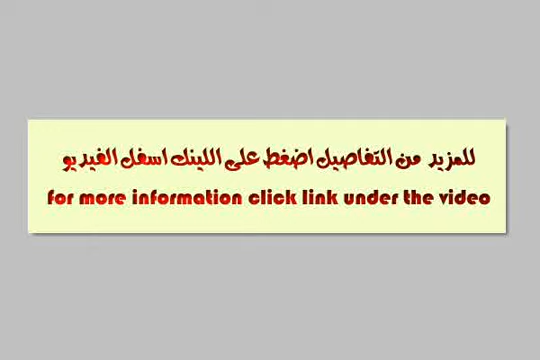 للمزيد من التفاصيل اضغط على اللينك اسفل الفيديو
for more information click link under the video